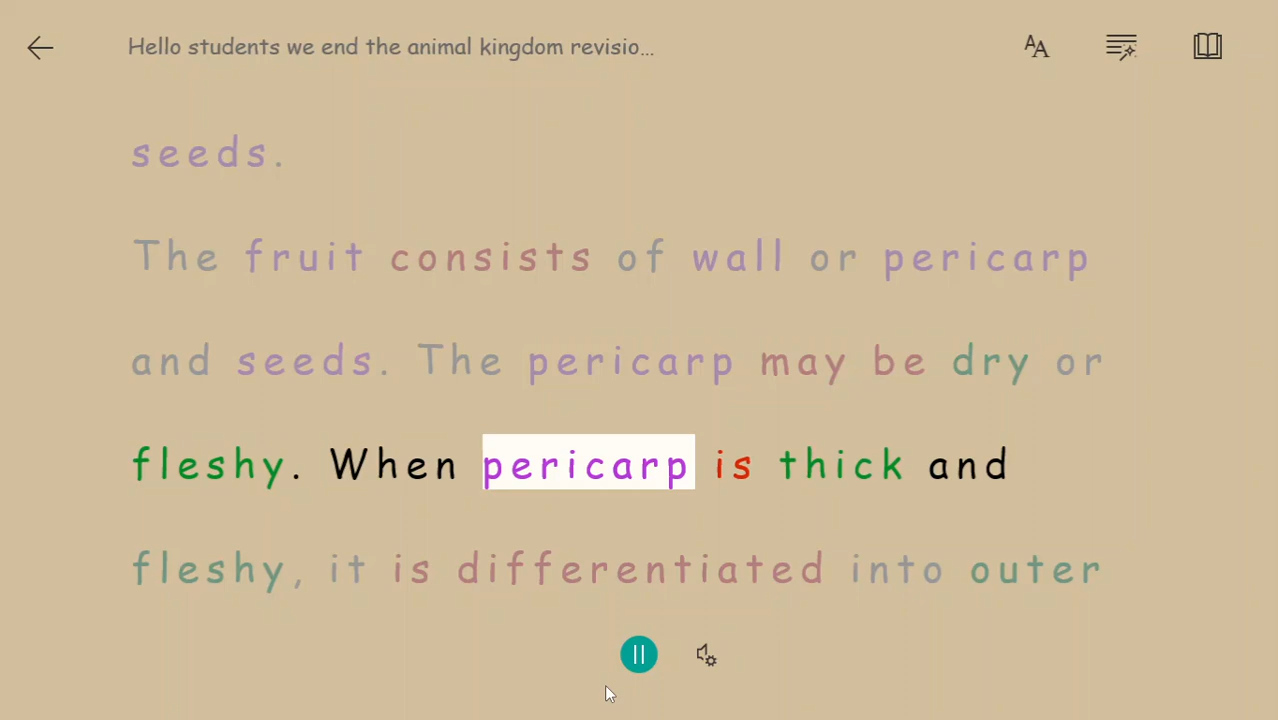 Hello students we end the animal kingdom revisio...
seeds.
The fruit consists of wall or pericarp
and seeds. The pericarp may be dry or
fleshy. When pericarp is thick and
fleshy, it is differentiated into outer